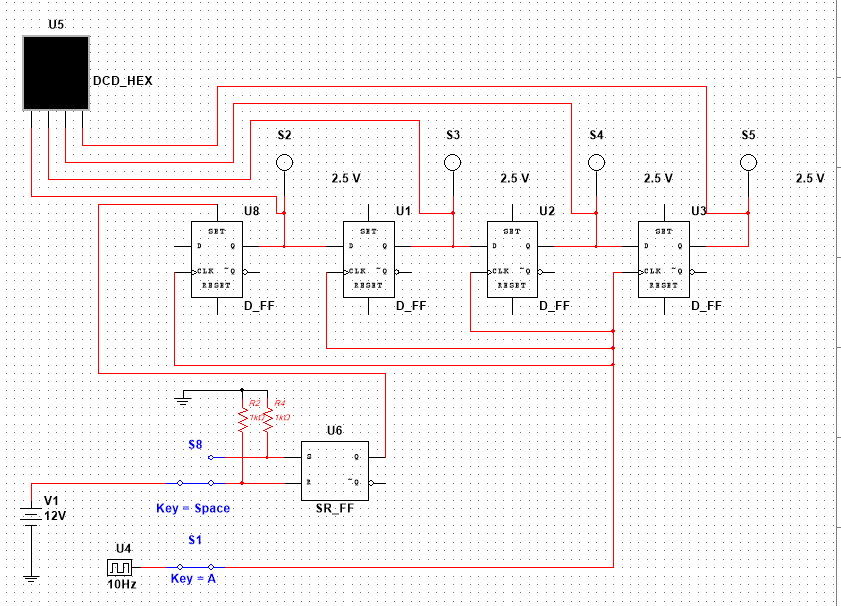 U5
DCD_HEX
S2
S3
S4
S5
2.5 V
2.5 V
2.5 V
2.5 V
U8
U1
U2
U3
SET
SET
SET
SET
D Q
D Q
D Q
D Q
CLK ~Q
CLK ~Q
CLK ~Q
CLK ~Q
RESET
RESET
RESET
RESET
D_FF
D_FF
D_FF
D_FF
R2
R4
1kΩ
1kΩ
U6
S8
S Q
R ~Q
SR_FF
V1
12V
Key = Space
S1
U4
10Hz
Key = A